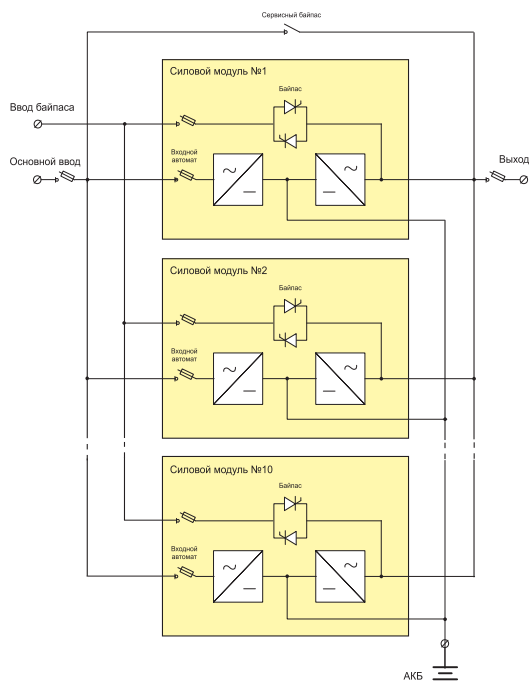 Сервисный байпас
Силовой модуль №1
Байпас
Ввод байпаса
Входной
автомат
Основной ввод
Выход
Силовой модуль №2
Байпас
Входной
автомат
Силовой модуль №10
Байпас
Входной
автомат
АКБ